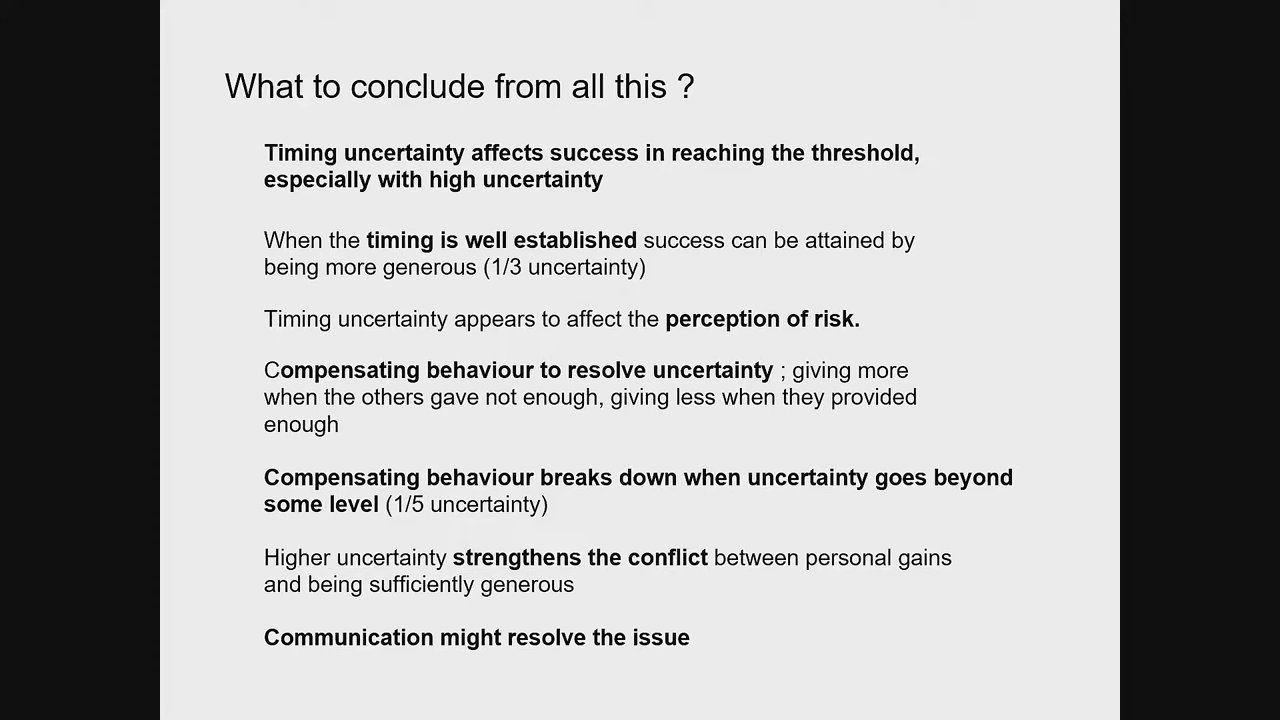 What to conclude from all this ?
Timing uncertainty affects success in reaching the threshold,
especially with high uncertainty
When the timing is well established success can be attained by
being more generous (1/3 uncertainty)
Timing uncertainty appears to affect the perception of risk.
Compensating behaviour to resolve uncertainty ; giving more
when the others gave not enough, giving less when they provided
enough
Compensating behaviour breaks down when uncertainty goes beyond
some level (1/5 uncertainty)
Higher uncertainty strengthens the conflict between personal gains
and being sufficiently generous
Communication might resolve the issue